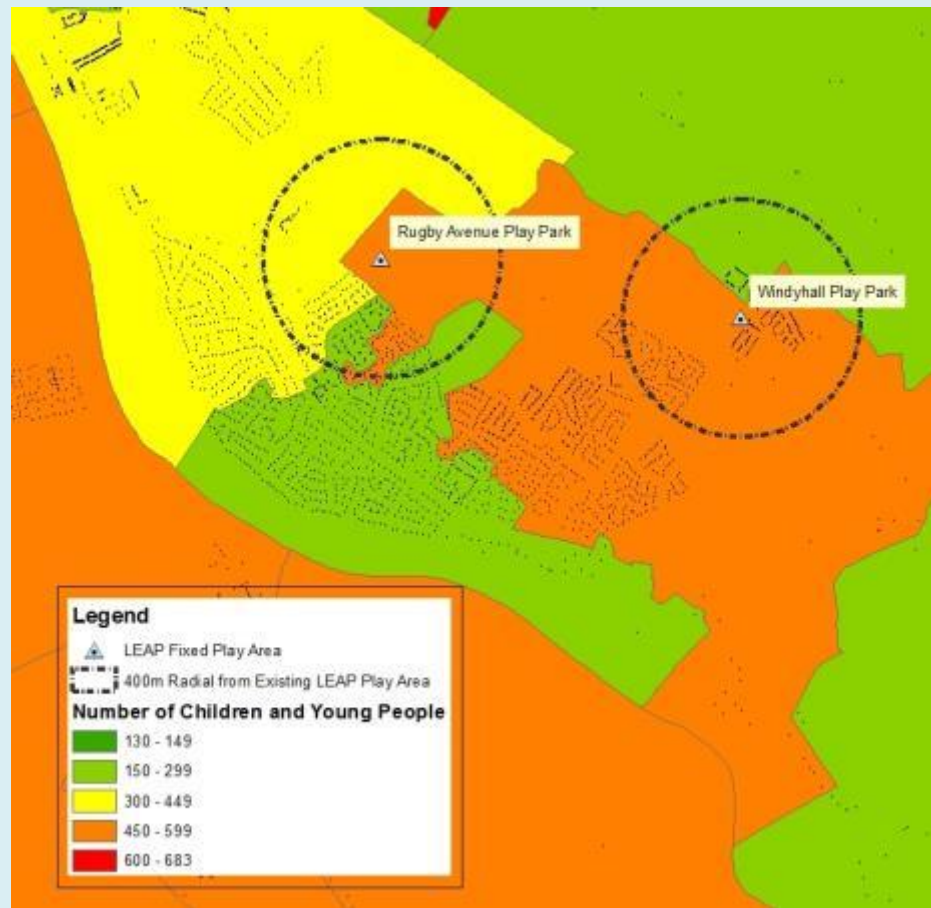 Rugby Avenue Play Park
Windyhall Play Park
Legend
LEAP Fixed Play Area
400m Radial from Existing LEAP Play Area
Number of Children and Young People
130 - 149
150 - 299
300 - 449
450 - 599
600 - 683